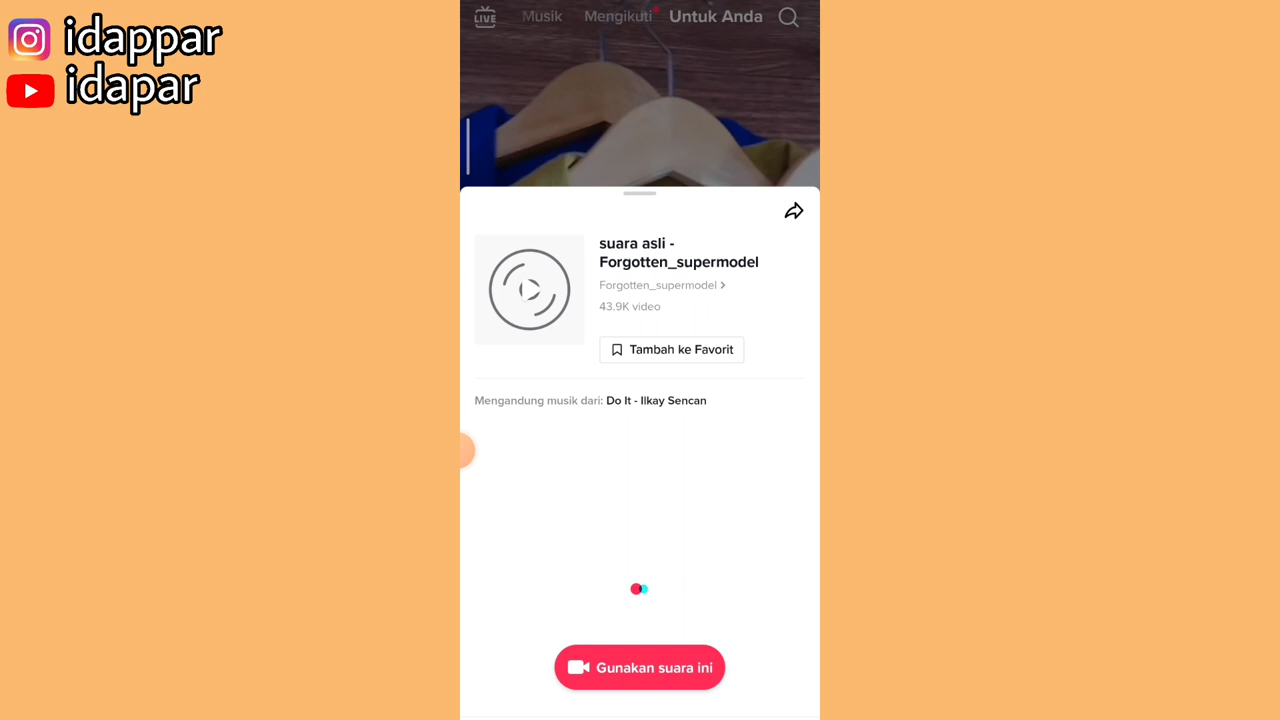 idappar
idapar
LIVE
Musik
Mengikuti
Untuk Anda
suara asli -
Forgotten_supermodel
Forgotten_supermodel >
43.9K video
Tambah ke Favorit
Mengandung musik dari: Do It - Ilkay Sencan
Gunakan suara ini